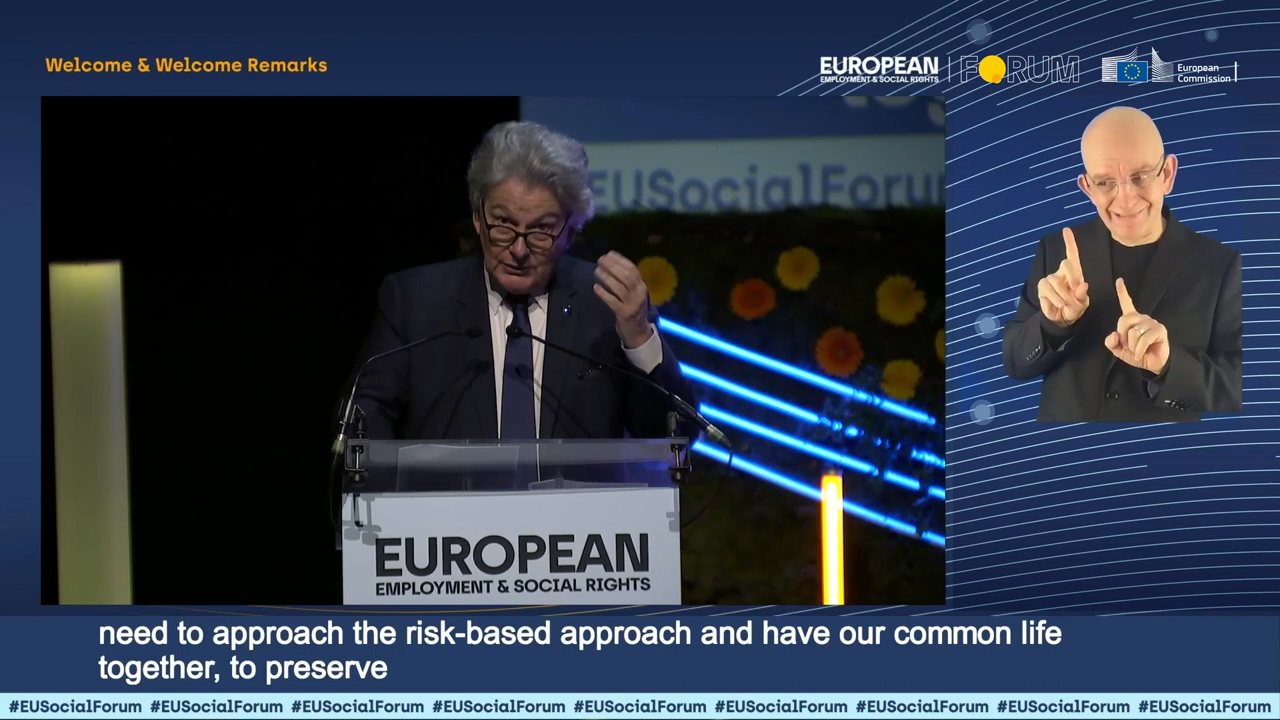 Welcome & Welcome Remarks
EUROPEAN
EMPLOYMENT & SOCIAL RIGHTS
FORUM
European
Commission
EUSocialForu
EUROPEAN
EMPLOYMENT & SOCIAL RIGHTS
need to approach the risk-based approach and have our common life
together, to preserve
#EUSocialForum #EUSocialForum #EUSocialForum #EUSocialForum #EUSocialForum #EUSocialForum #EUSocialForum #EUSocialForum #EUSocialForum